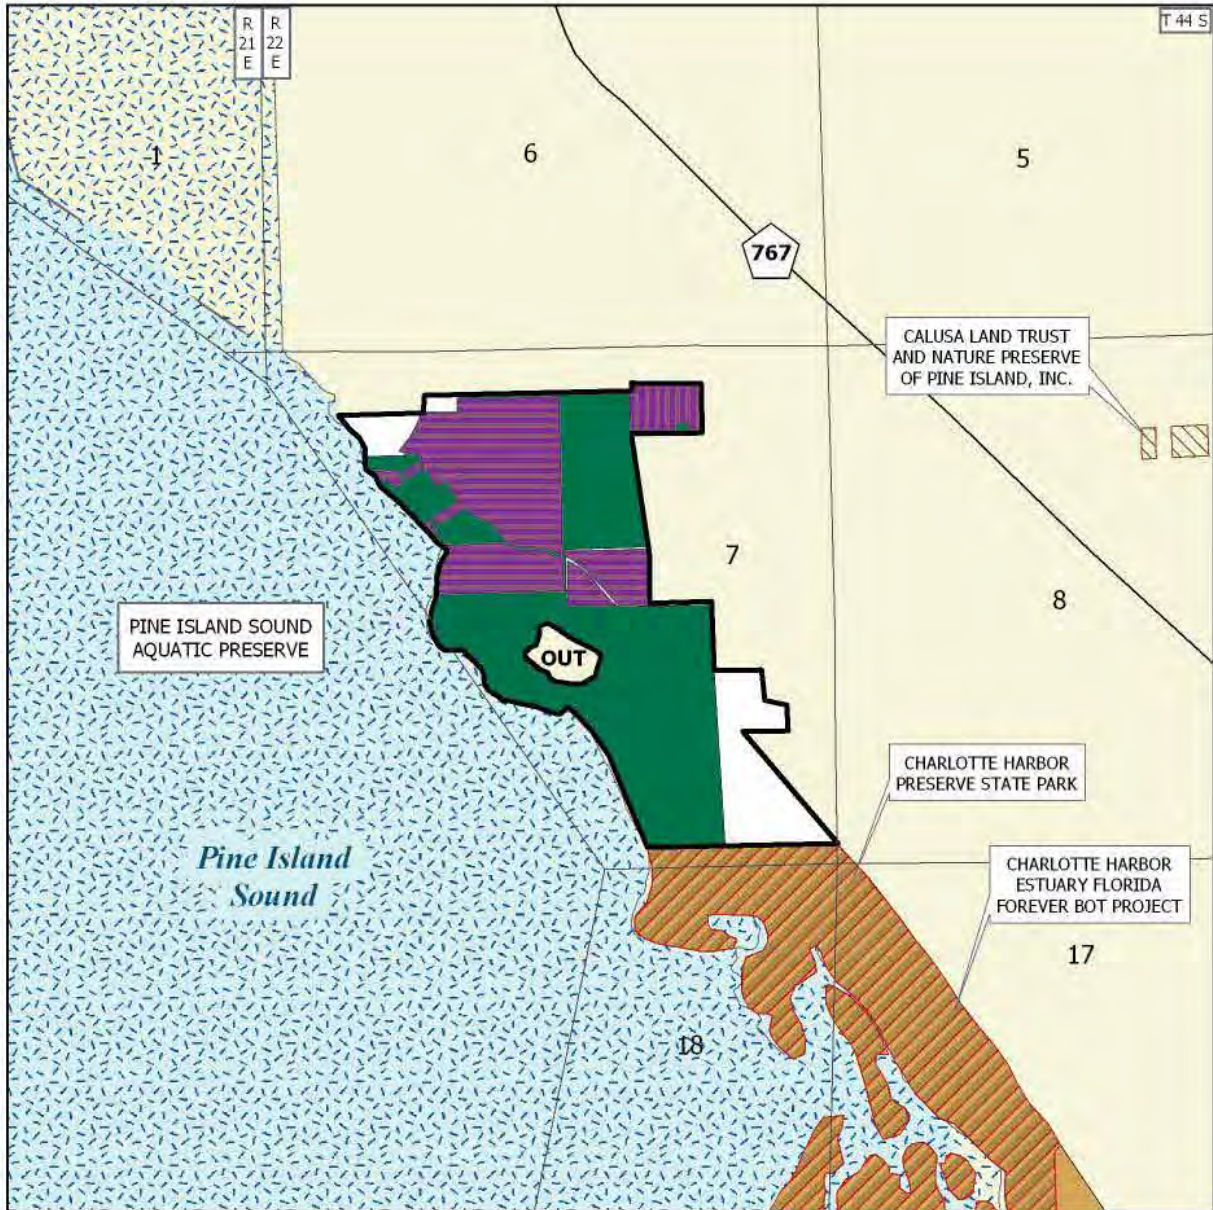 R
21
E
R
22
E
T 44 S
1
6
5
767
CALUSA LAND TRUST
AND NATURE PRESERVE
OF PINE ISLAND, INC.
7
8
PINE ISLAND SOUND
AQUATIC PRESERVE
OUT
CHARLOTTE HARBOR
PRESERVE STATE PARK
Pine Island
Sound
CHARLOTTE HARBOR
ESTUARY FLORIDA
FOREVER BOT PROJECT
17
18